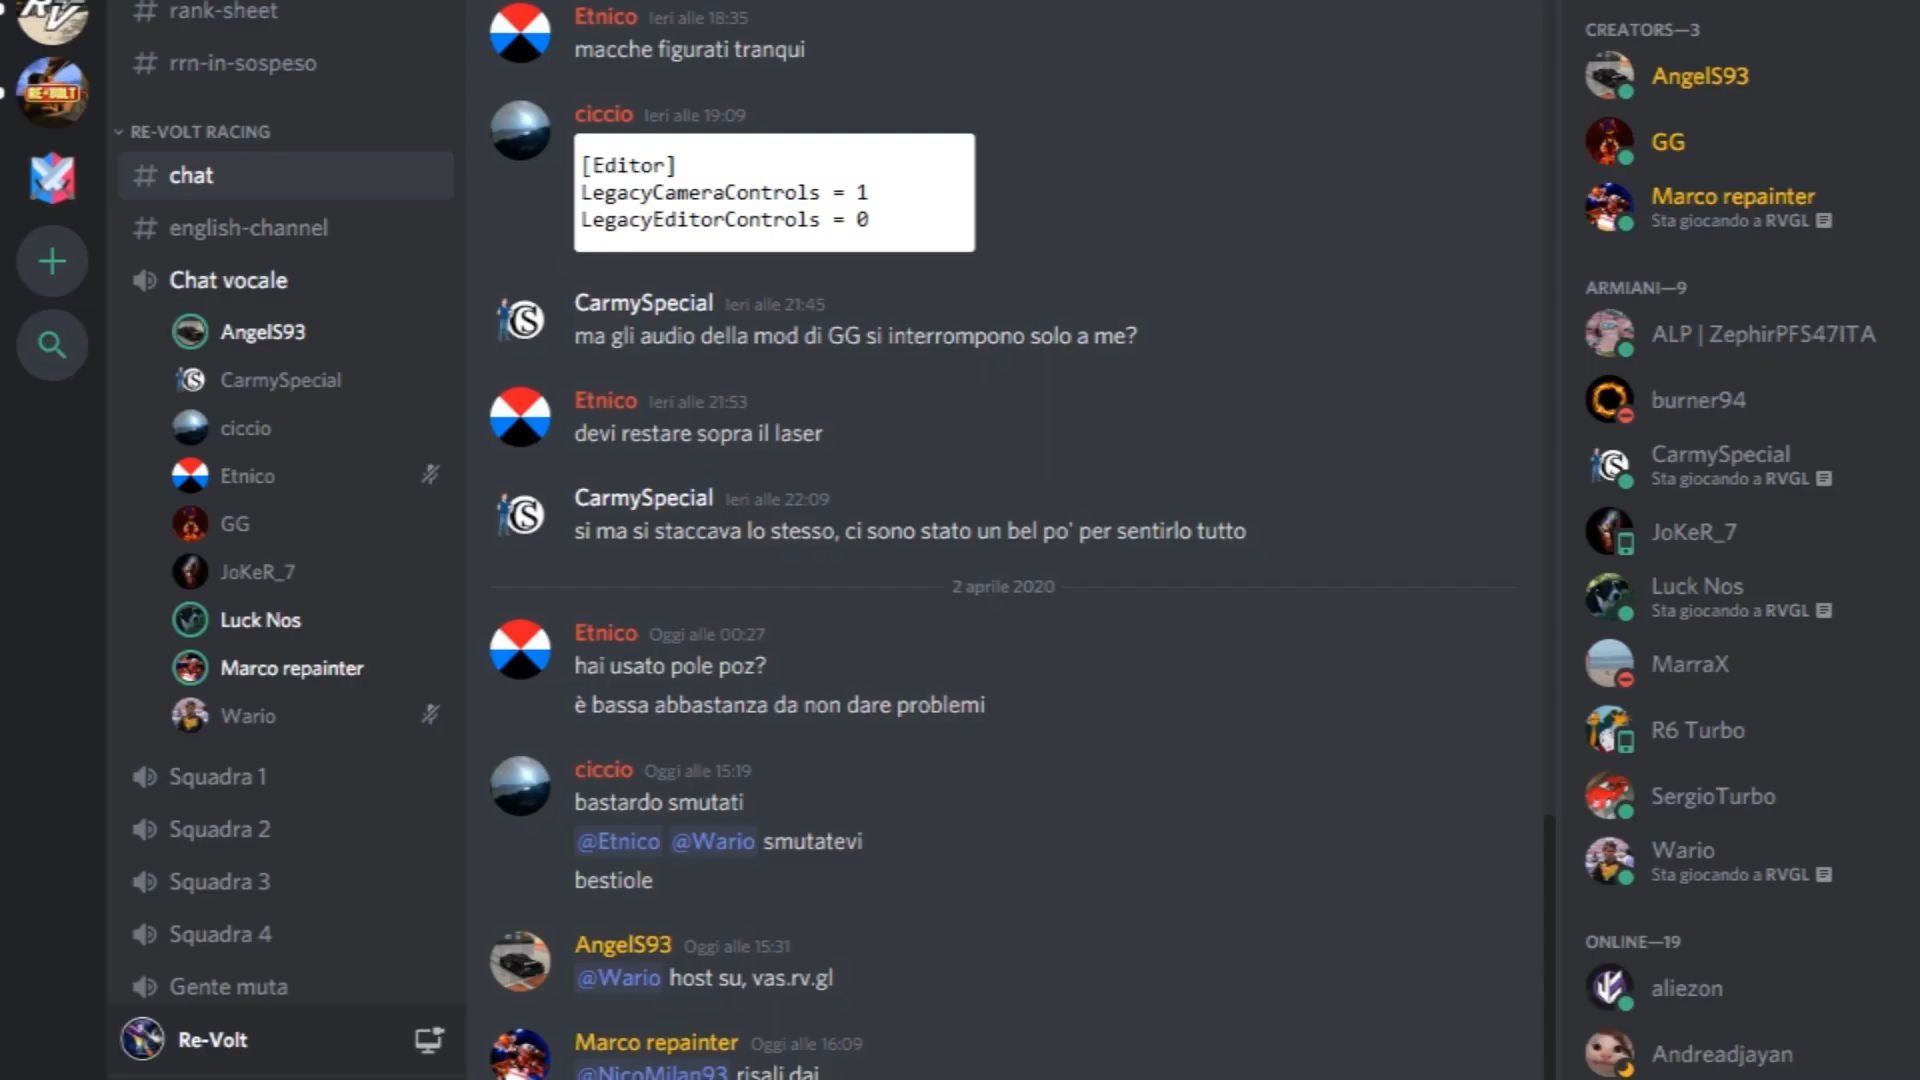 RV
RE-VOLT
# rank-sheet
# rrn-in-sospeso
RE-VOLT RACING
# chat
# english-channel
Chat vocale
AngelS93
CarmySpecial
ciccio
Etnico
GG
JoKeR_7
Luck Nos
Marco repainter
Wario
Squadra 1
Squadra 2
Squadra 3
Squadra 4
Gente muta
Re-Volt
Etnico Ieri alle 18:35
macche figurati tranqui
ciccio Ieri alle 19:09
[Editor]
LegacyCameraControls = 1
LegacyEditorControls = 0
CarmySpecial Ieri alle 21:45
ma gli audio della mod di GG si interrompono solo a me?
Etnico Ieri alle 21:53
devi restare sopra il laser
CarmySpecial Ieri alle 22:09
si ma si staccava lo stesso, ci sono stato un bel po' per sentirlo tutto
2 aprile 2020
Etnico Oggi alle 00:27
hai usato pole poz?
è bassa abbastanza da non dare problemi
ciccio Oggi alle 15:19
bastardo smutati
@Etnico @Wario smutatevi
bestiole
AngelS93 Oggi alle 15:31
@Wario host su, vas.rv.gl
Marco repainter Oggi alle 16:09
@NicoMilan93 risali dai
CREATORS—3
AngelS93
GG
Marco repainter
Sta giocando a RVGL
ARMIANI—9
ALP | ZephirPFS47ITA
burner94
CarmySpecial
Sta giocando a RVGL
JoKeR_7
Luck Nos
Sta giocando a RVGL
MarraX
R6 Turbo
SergioTurbo
Wario
Sta giocando a RVGL
ONLINE—19
aliezon
Andreadjayan